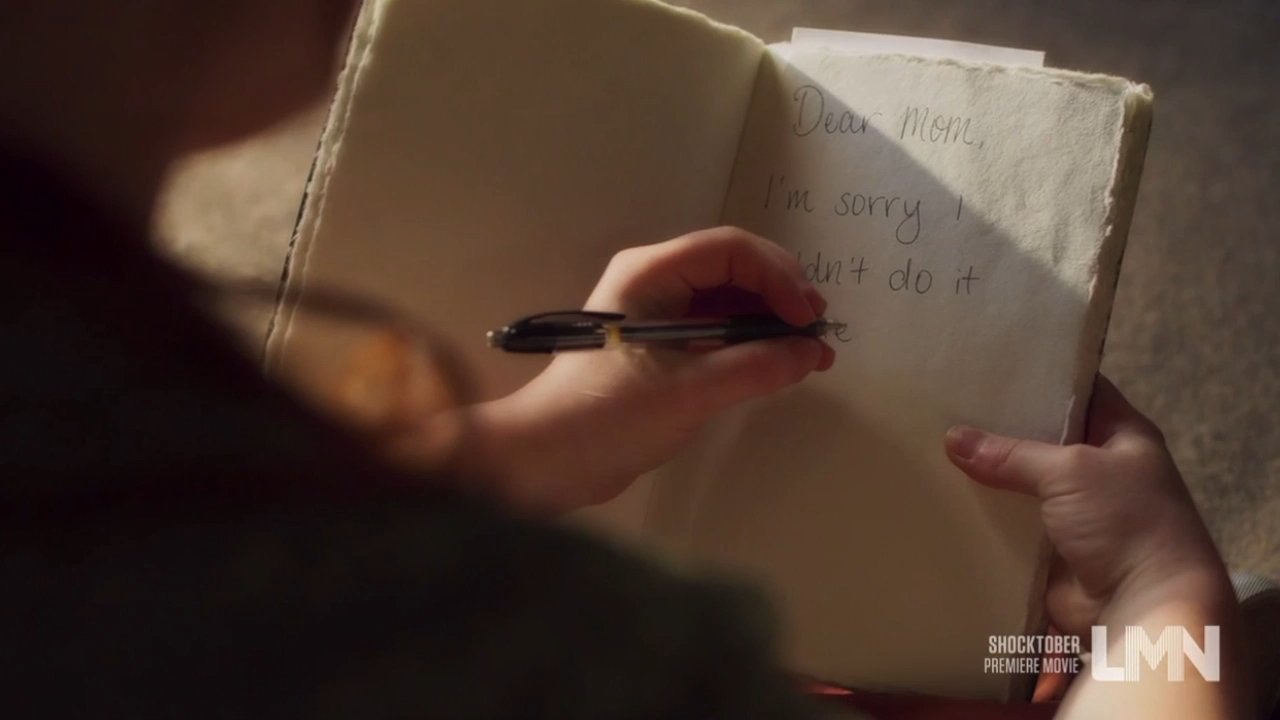 Dear Mom,
I'm sorry I
do it
SHOCKTOBER
PREMIERE MOVIE
LMN